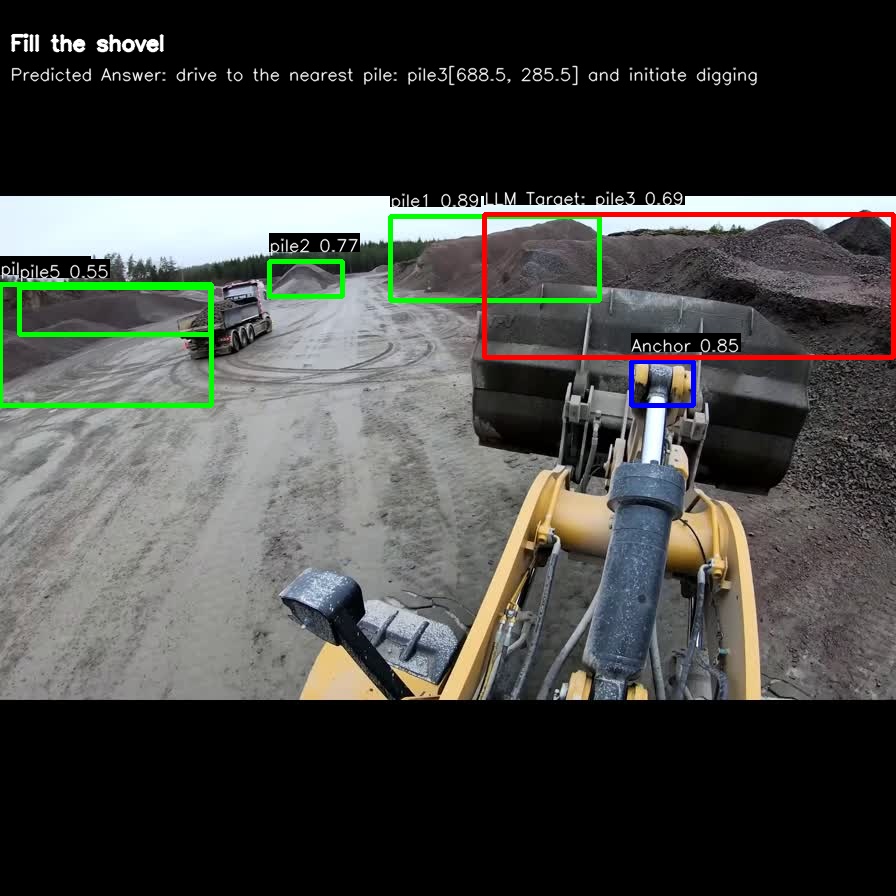 Fill the shovel
Predicted Answer: drive to the nearest pile: pile3[688.5, 285.5] and initiate digging
pile1 0.89
LLM Target: pile3 0.69
pile2 0.77
pile5 0.55
Anchor 0.85